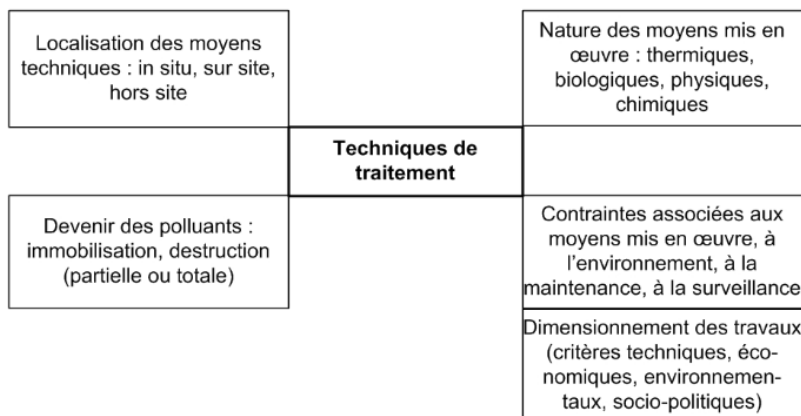 Localisation des moyens
techniques : in situ, sur site,
hors site
Nature des moyens mis en
œuvre : thermiques,
biologiques, physiques,
chimiques
Techniques de
traitement
Devenir des polluants :
immobilisation, destruction
(partielle ou totale)
Contraintes associées aux
moyens mis en œuvre, à
l'environnement, à la
maintenance, à la surveillance
Dimensionnement des travaux
(critères techniques, éco-
nomiques, environnemen-
taux, socio-politiques)